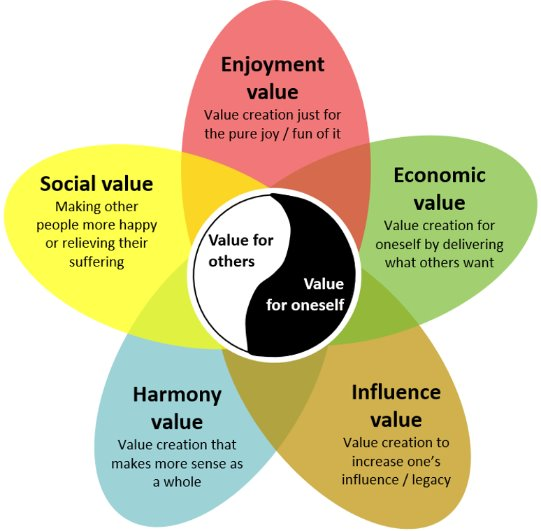 Enjoyment
value
Value creation just for
the pure joy / fun of it
Social value
Making other
people more happy
or relieving their
suffering
Economic
value
Value creation for
oneself by delivering
what others want
Value for
others
Value
for oneself
Harmony
value
Value creation that
makes more sense as
a whole
Influence
value
Value creation to
increase one's
influence / legacy